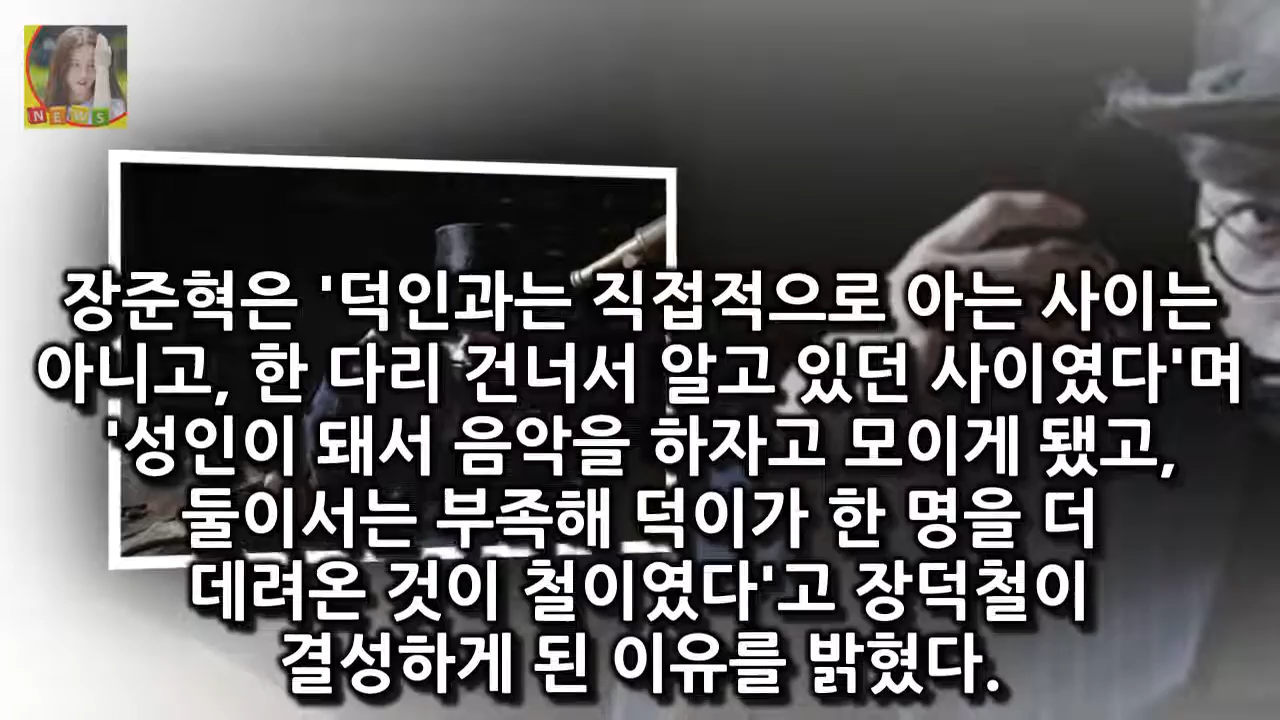 NEWS
장준혁은 '덕인과는 직접적으로 아는 사이는
아니고, 한 다리 건너서 알고 있던 사이였다'며
'성인이 돼서 음악을 하자고 모이게 됐고,
둘이서는 부족해 덕이가 한 명을 더
데려온 것이 철이였다'고 장덕철이
결성하게 된 이유를 밝혔다.